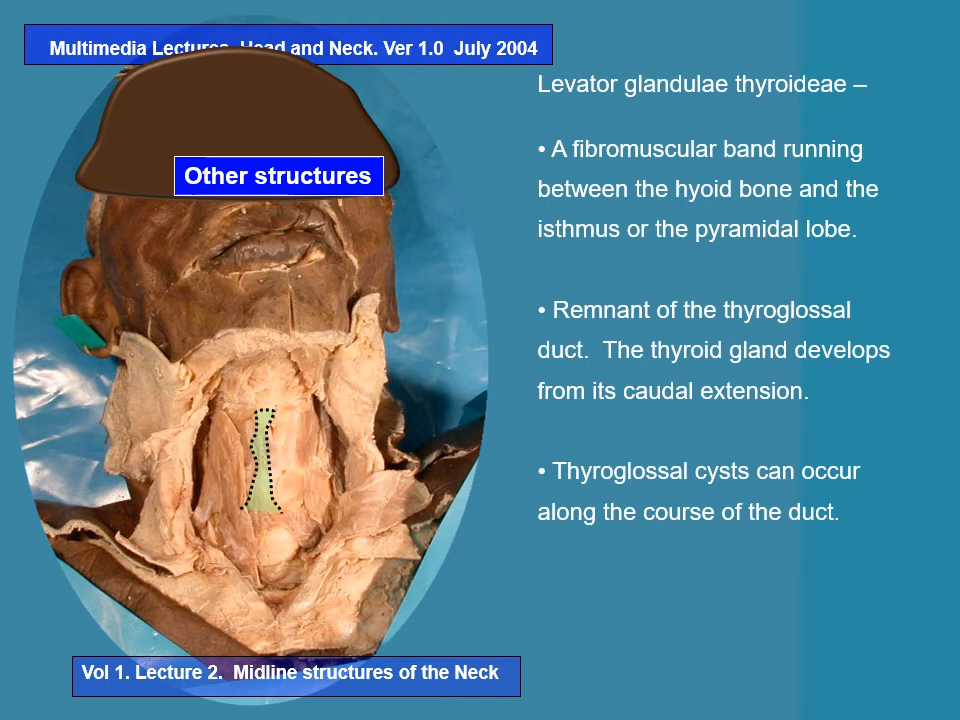 Multimedia Lectures. Head and Neck. Ver 1.0  July 2004
Levator glandulae thyroideae –
• A fibromuscular band running
between the hyoid bone and the
isthmus or the pyramidal lobe.
Other structures
• Remnant of the thyroglossal
duct.  The thyroid gland develops
from its caudal extension.
• Thyroglossal cysts can occur
along the course of the duct.
Vol 1. Lecture 2.  Midline structures of the Neck